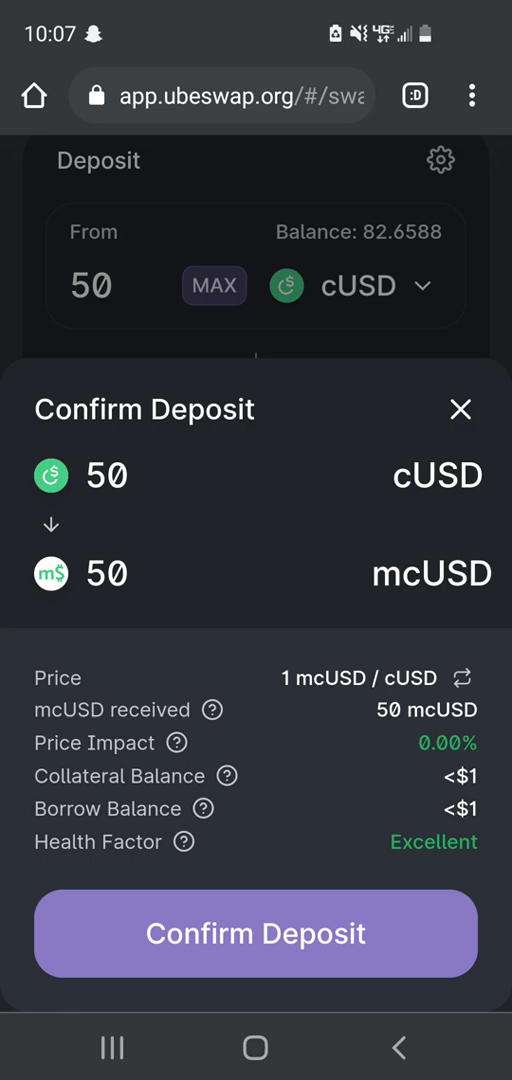 10:07
4GE
app.ubeswap.org/#/swa
:D
Deposit
From Balance: 82.6588
50 MAX cUSD
Confirm Deposit
50 cUSD
m$ 50 mcUSD
Price 1 mcUSD / cUSD
mcUSD received ? 50 mcUSD
Price Impact ? 0.00%
Collateral Balance ? <$1
Borrow Balance ? <$1
Health Factor ? Excellent
Confirm Deposit